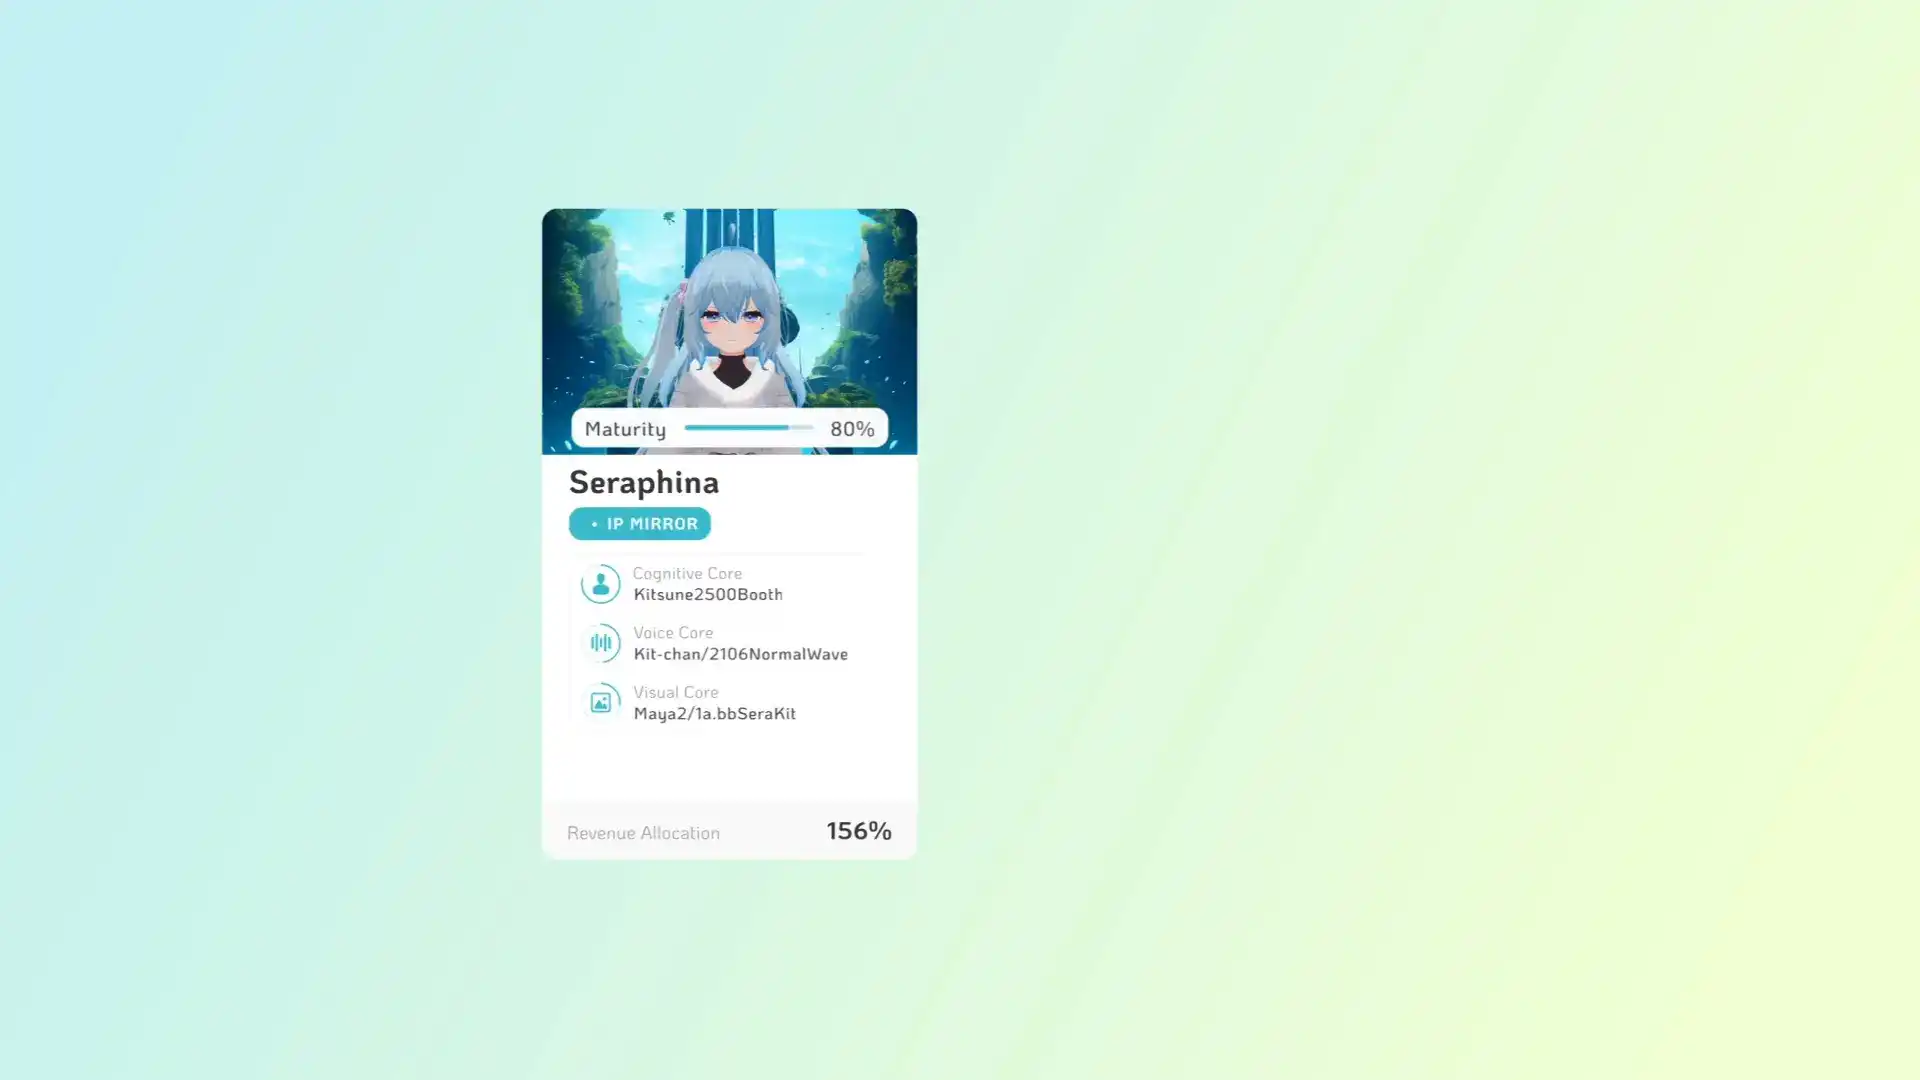 Maturity 80%
Seraphina
• IP MIRROR
Cognitive Core
Kitsune2500Booth
Voice Core
Kit-chan/2106NormalWave
Visual Core
Maya2/1a.bbSeraKit
Revenue Allocation 156%